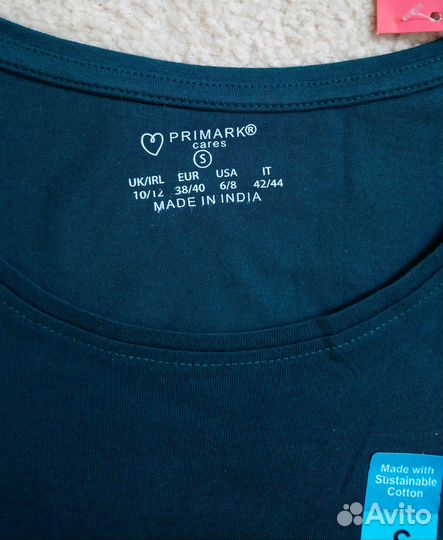 PRIMARK®
cares
S
UK/IRL EUR USA IT
10/12 38/40 6/8 42/44
MADE IN INDIA
Made with
Sustainable
Cotton
S
Avito